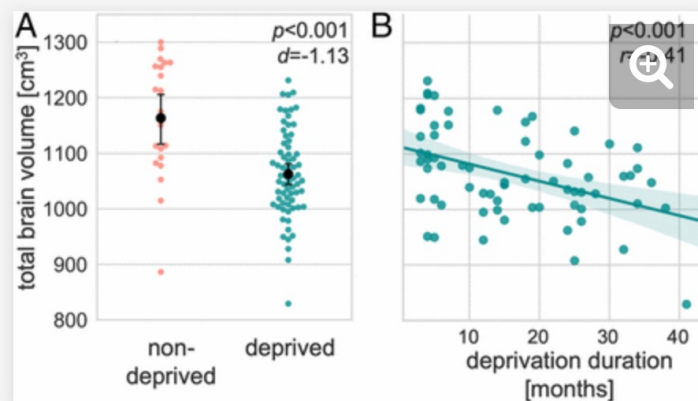 A
p<0.001
d=-1.13
total brain volume [cm³]
1300
1200
1100
1000
900
800
non-
deprived
deprived
B
p<0.001
10
20
30
40
deprivation duration
[months]